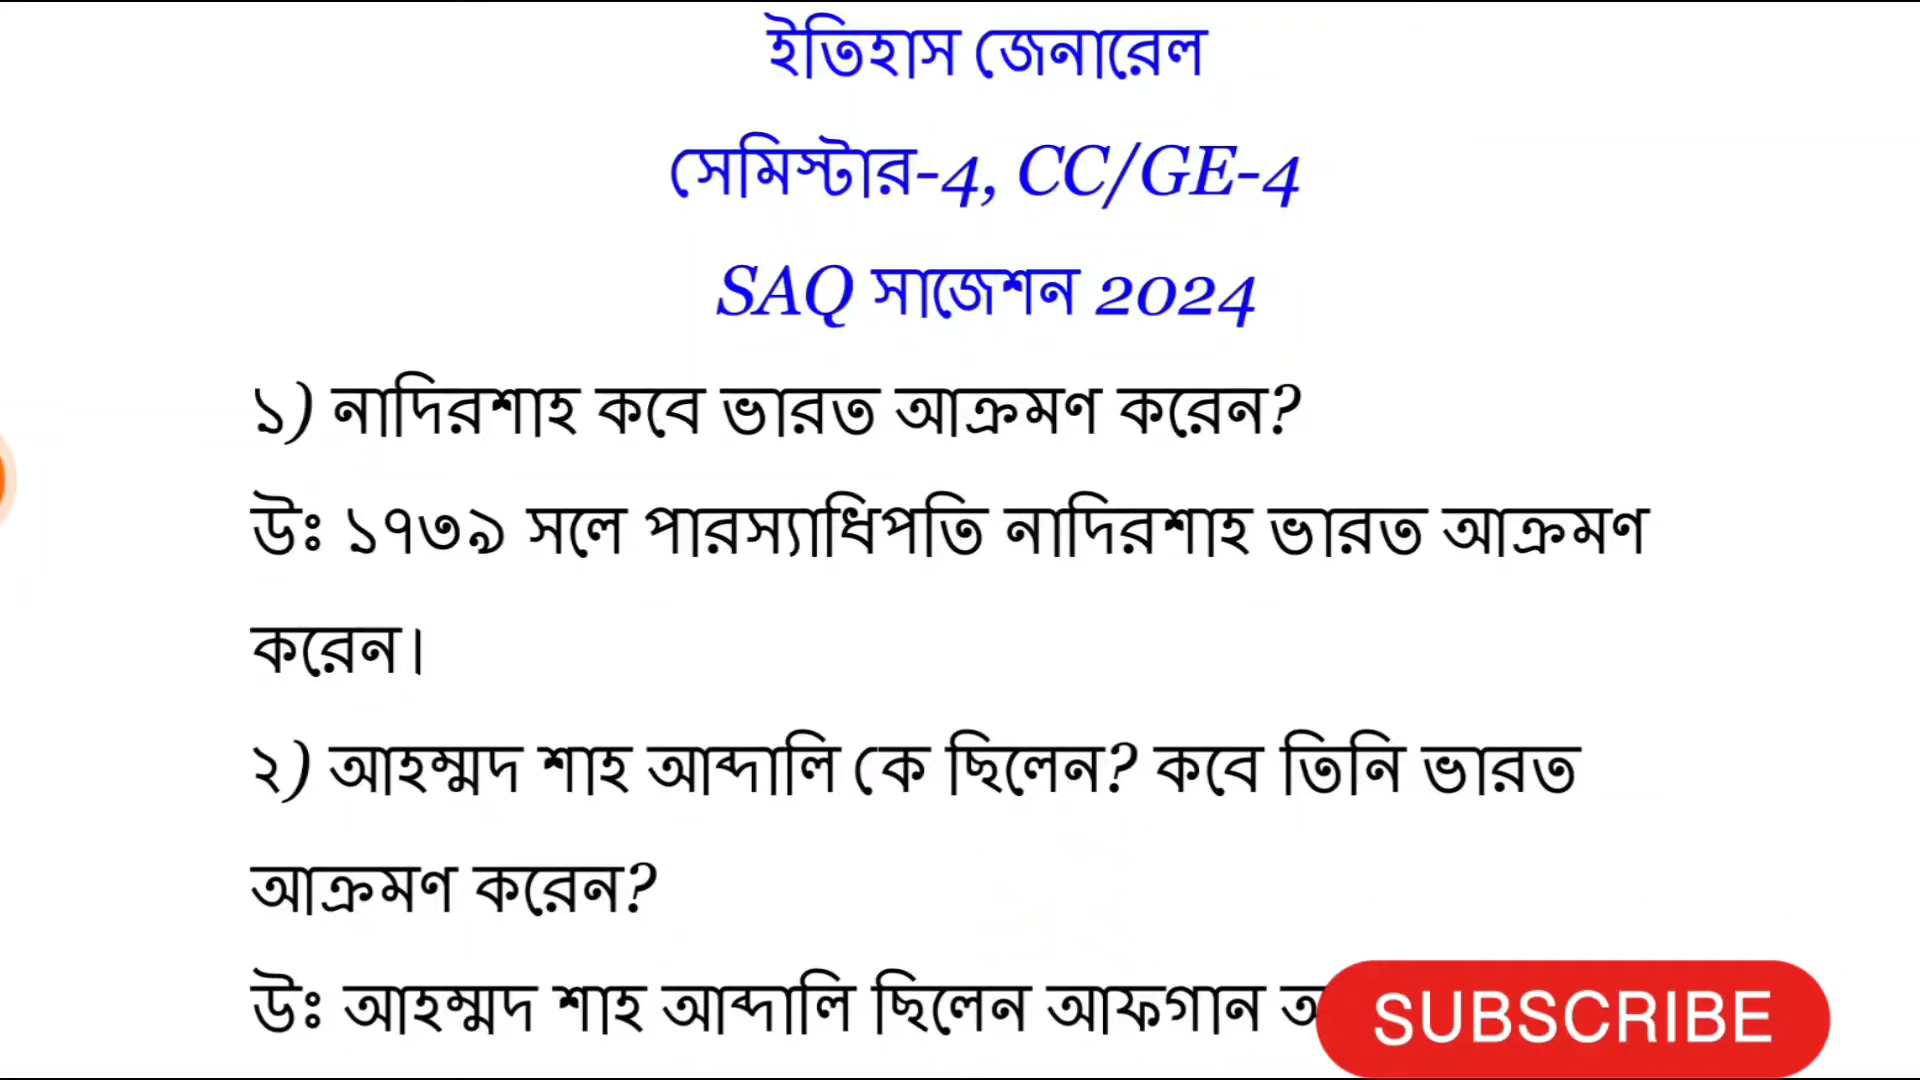 ইতিহাস জেনারেল
সেমিস্টার-4, CC/GE-4
SAQ সাজেশন 2024
১) নাদিরশাহ কবে ভারত আক্রমণ করেন?
উঃ ১৭৩৯ সলে পারস্যাধিপতি নাদিরশাহ ভারত আক্রমণ
করেন।
২) আহম্মদ শাহ আব্দালি কে ছিলেন? কবে তিনি ভারত
আক্রমণ করেন?
উঃ আহম্মদ শাহ আব্দালি ছিলেন আফগান
SUBSCRIBE